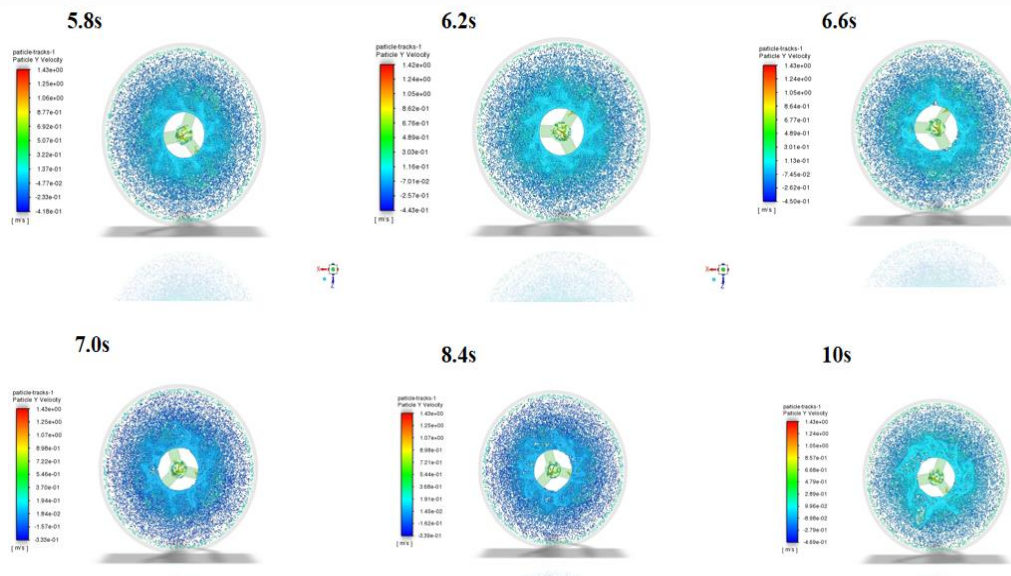 5.8s
particle-tracks-1
Particle Y Velocity
1.43e+00
1.25e+00
1.06e+00
8.77e-01
6.92e-01
5.07e-01
3.22e-01
1.37e-01
-4.77e-02
-2.33e-01
-4.18e-01
[ m/s ]
6.2s
particle-tracks-1
Particle Y Velocity
1.42e+00
1.24e+00
1.05e+00
8.62e-01
6.76e-01
4.89e-01
3.03e-01
1.16e-01
-7.01e-02
-2.57e-01
-4.43e-01
[ m/s ]
6.6s
particle-tracks-1
Particle Y Velocity
1.43e+00
1.24e+00
1.05e+00
8.64e-01
6.77e-01
4.89e-01
3.01e-01
1.13e-01
-7.45e-02
-2.62e-01
-4.50e-01
[ m/s ]
X
Z
X
Z
7.0s
particle-tracks-1
Particle Y Velocity
1.43e+00
1.25e+00
1.07e+00
8.98e-01
7.22e-01
5.46e-01
3.70e-01
1.94e-01
1.84e-02
-1.57e-01
-3.33e-01
[ m/s ]
8.4s
particle-tracks-1
Particle Y Velocity
1.43e+00
1.25e+00
1.07e+00
8.98e-01
7.21e-01
5.44e-01
3.68e-01
1.91e-01
1.45e-02
-1.62e-01
-3.39e-01
[ m/s ]
10s
particle-tracks-1
Particle Y Velocity
1.43e+00
1.24e+00
1.05e+00
8.57e-01
6.68e-01
4.79e-01
2.89e-01
9.96e-02
-8.98e-02
-2.79e-01
-4.69e-01
[ m/s ]